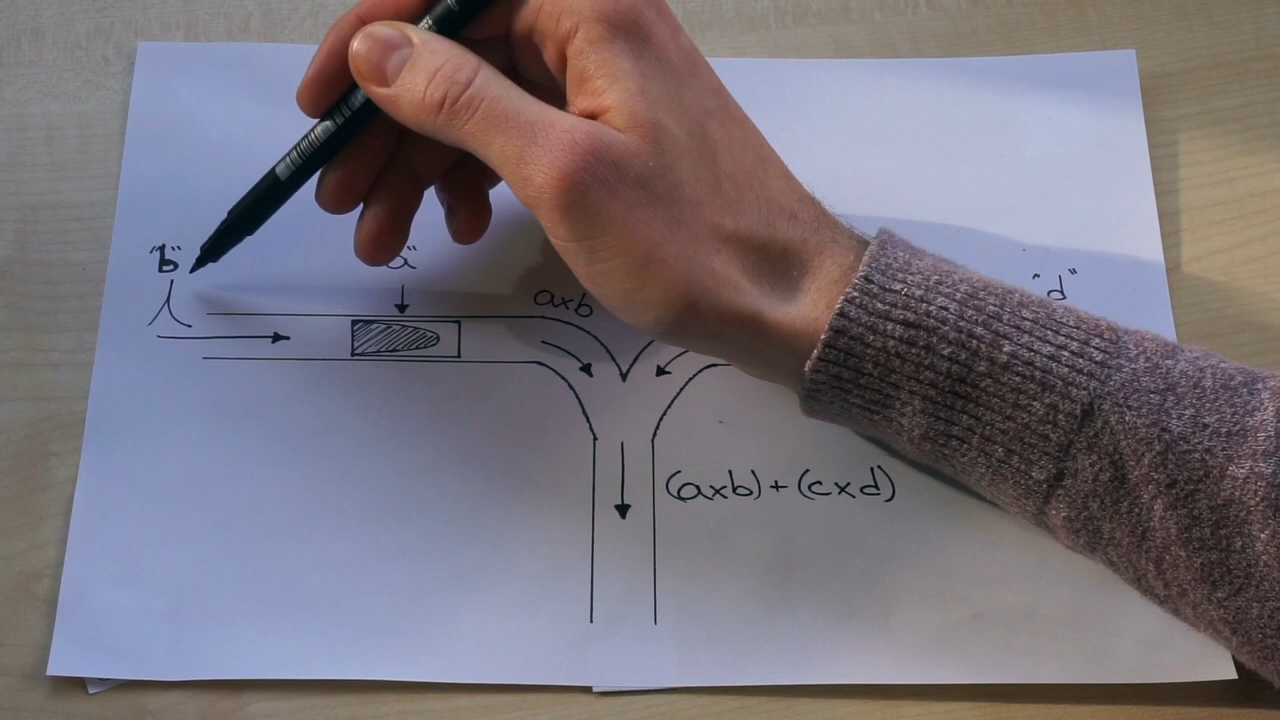 "b"
"a"
"d"
axb
(axb)+(cxd)